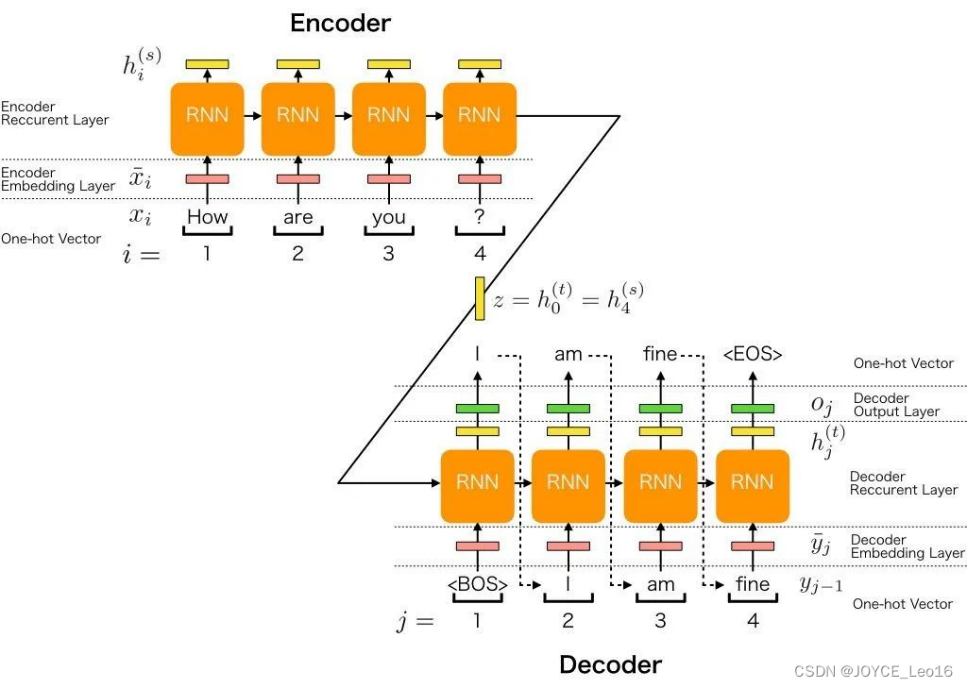 Encoder
h_i^{(s)}
RNN RNN RNN RNN
Encoder
Reccurent Layer
Encoder
Embedding Layer
x̄_i
x_i
How are you ?
One-hot Vector
i = 1 2 3 4
z = h_0^{(t)} = h_4^{(s)}
I am fine <EOS>
One-hot Vector
o_j
Decoder
Output Layer
h_j^{(t)}
RNN RNN RNN RNN
Decoder
Reccurent Layer
ȳ_j
Decoder
Embedding Layer
<BOS> I am fine
y_{j-1}
One-hot Vector
j = 1 2 3 4
Decoder
CSDN @JOYCE_Leo16